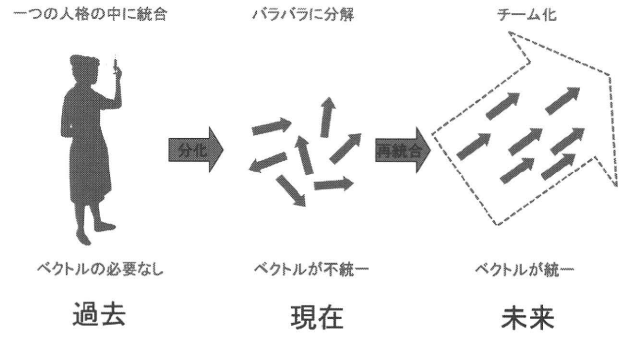 一つの人格の中に統合
バラバラに分解
チーム化
分化
再統合
ベクトルの必要なし
ベクトルが不統一
ベクトルが統一
過去
現在
未来